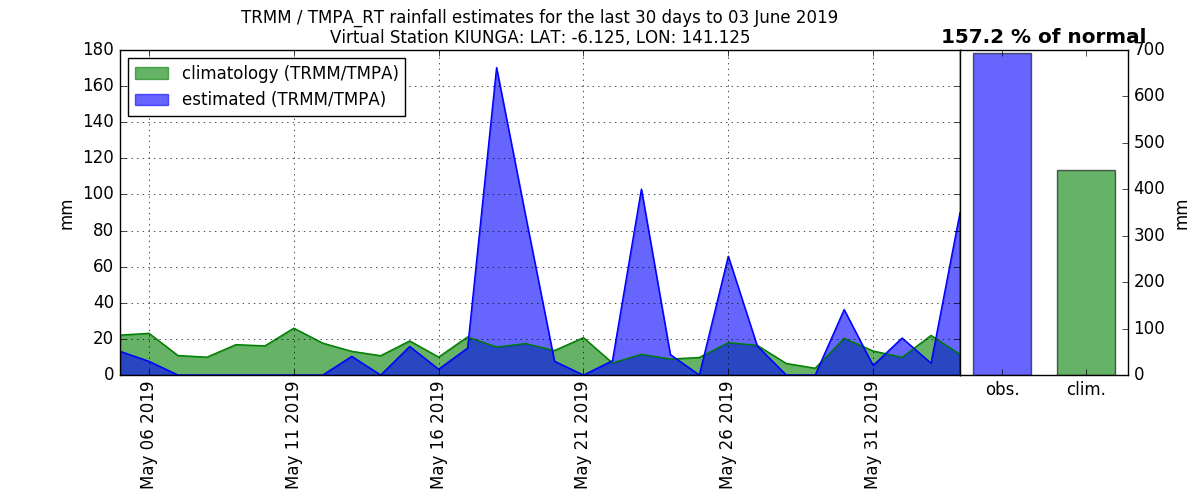 TRMM / TMPA_RT rainfall estimates for the last 30 days to 03 June 2019
Virtual Station KIUNGA: LAT: -6.125, LON: 141.125
157.2 % of normal
climatology (TRMM/TMPA)
estimated (TRMM/TMPA)
180
160
140
120
100
80
60
40
20
0
mm
May 06 2019
May 11 2019
May 16 2019
May 21 2019
May 26 2019
May 31 2019
obs.
clim.
700
600
500
400
300
200
100
0
mm